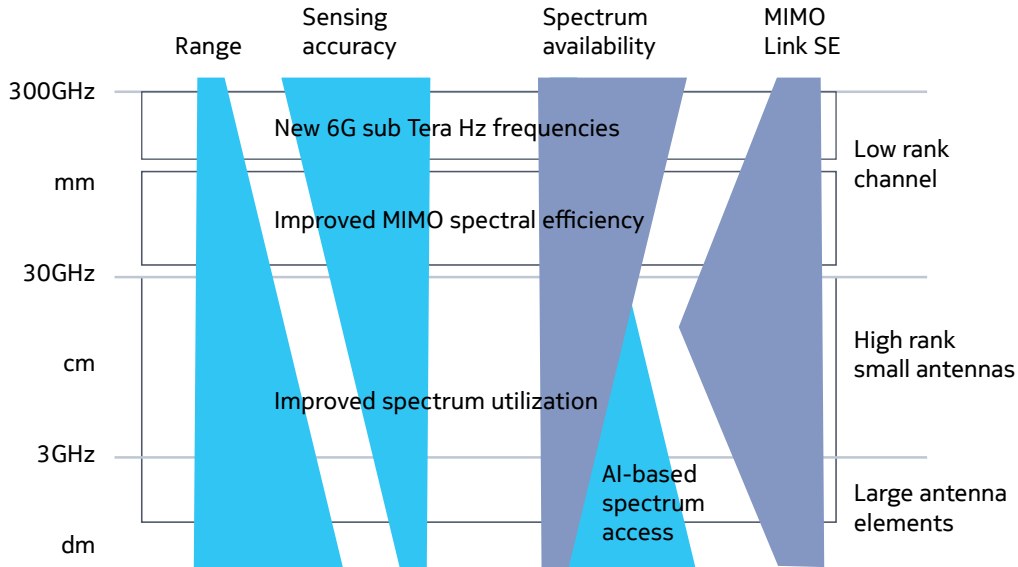 Range
Sensing
accuracy
Spectrum
availability
MIMO
Link SE
300GHz
New 6G sub Tera Hz frequencies
Low rank
channel
mm
Improved MIMO spectral efficiency
30GHz
High rank
small antennas
cm
Improved spectrum utilization
3GHz
AI-based
spectrum
access
Large antenna
elements
dm